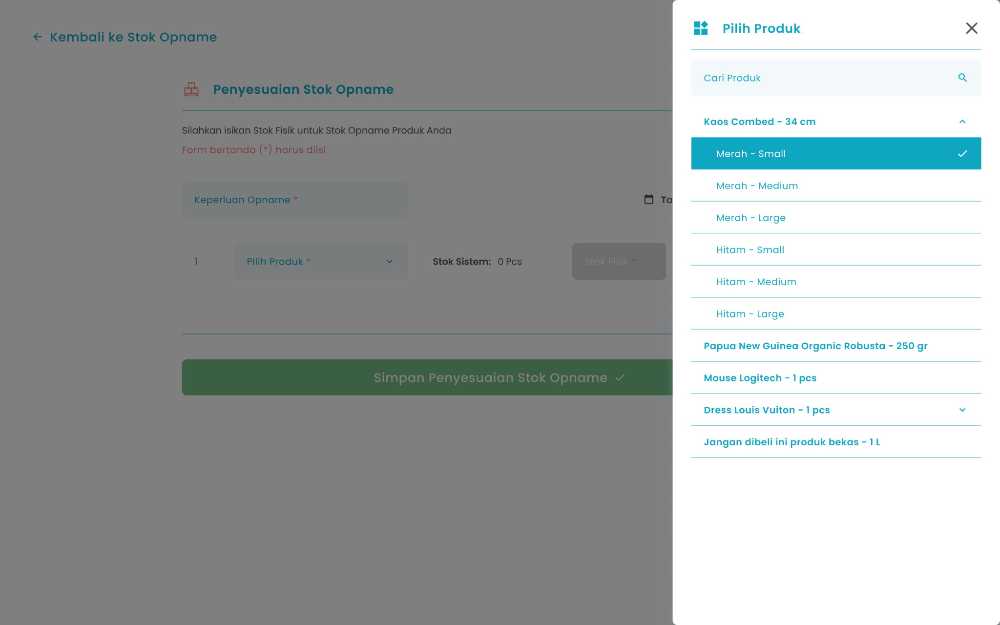 Kembali ke Stok Opname
Penyesuaian Stok Opname
Silahkan isikan Stok Fisik untuk Stok Opname Produk Anda
Form bertanda (*) harus diisi
Keperluan Opname *
Ta
1
Pilih Produk *
Stok Sistem: 0 Pcs
Stok Fisik *
Simpan Penyesuaian Stok Opname
Pilih Produk
Cari Produk
Kaos Combed - 34 cm
Merah - Small
Merah - Medium
Merah - Large
Hitam - Small
Hitam - Medium
Hitam - Large
Papua New Guinea Organic Robusta - 250 gr
Mouse Logitech - 1 pcs
Dress Louis Vuiton - 1 pcs
Jangan dibeli ini produk bekas - 1 L